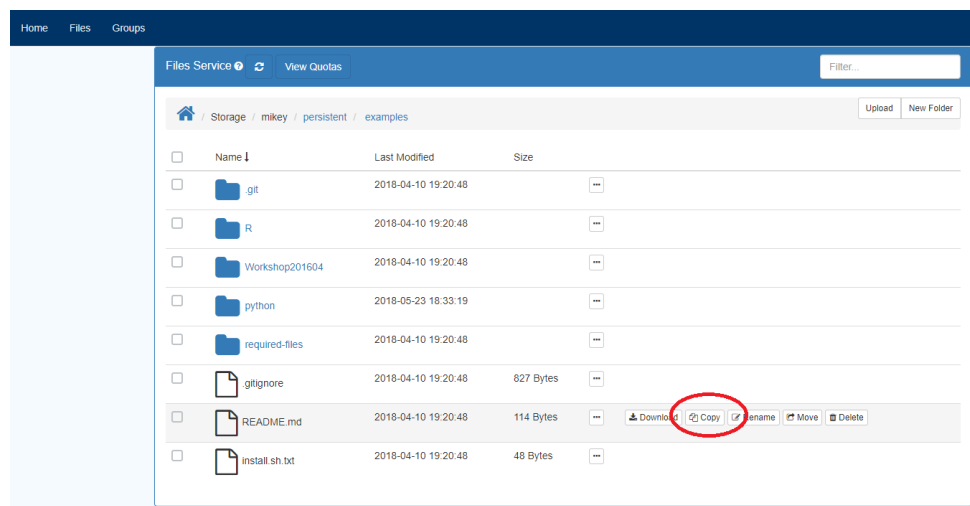 Home Files Groups
Files Service View Quotas Filter...
/ Storage / mikey / persistent / examples Upload New Folder
Name Last Modified Size
.git 2018-04-10 19:20:48
R 2018-04-10 19:20:48
Workshop201604 2018-04-10 19:20:48
python 2018-05-23 18:33:19
required-files 2018-04-10 19:20:48
.gitignore 2018-04-10 19:20:48 827 Bytes
README.md 2018-04-10 19:20:48 114 Bytes Download Copy Rename Move Delete
install.sh.txt 2018-04-10 19:20:48 48 Bytes